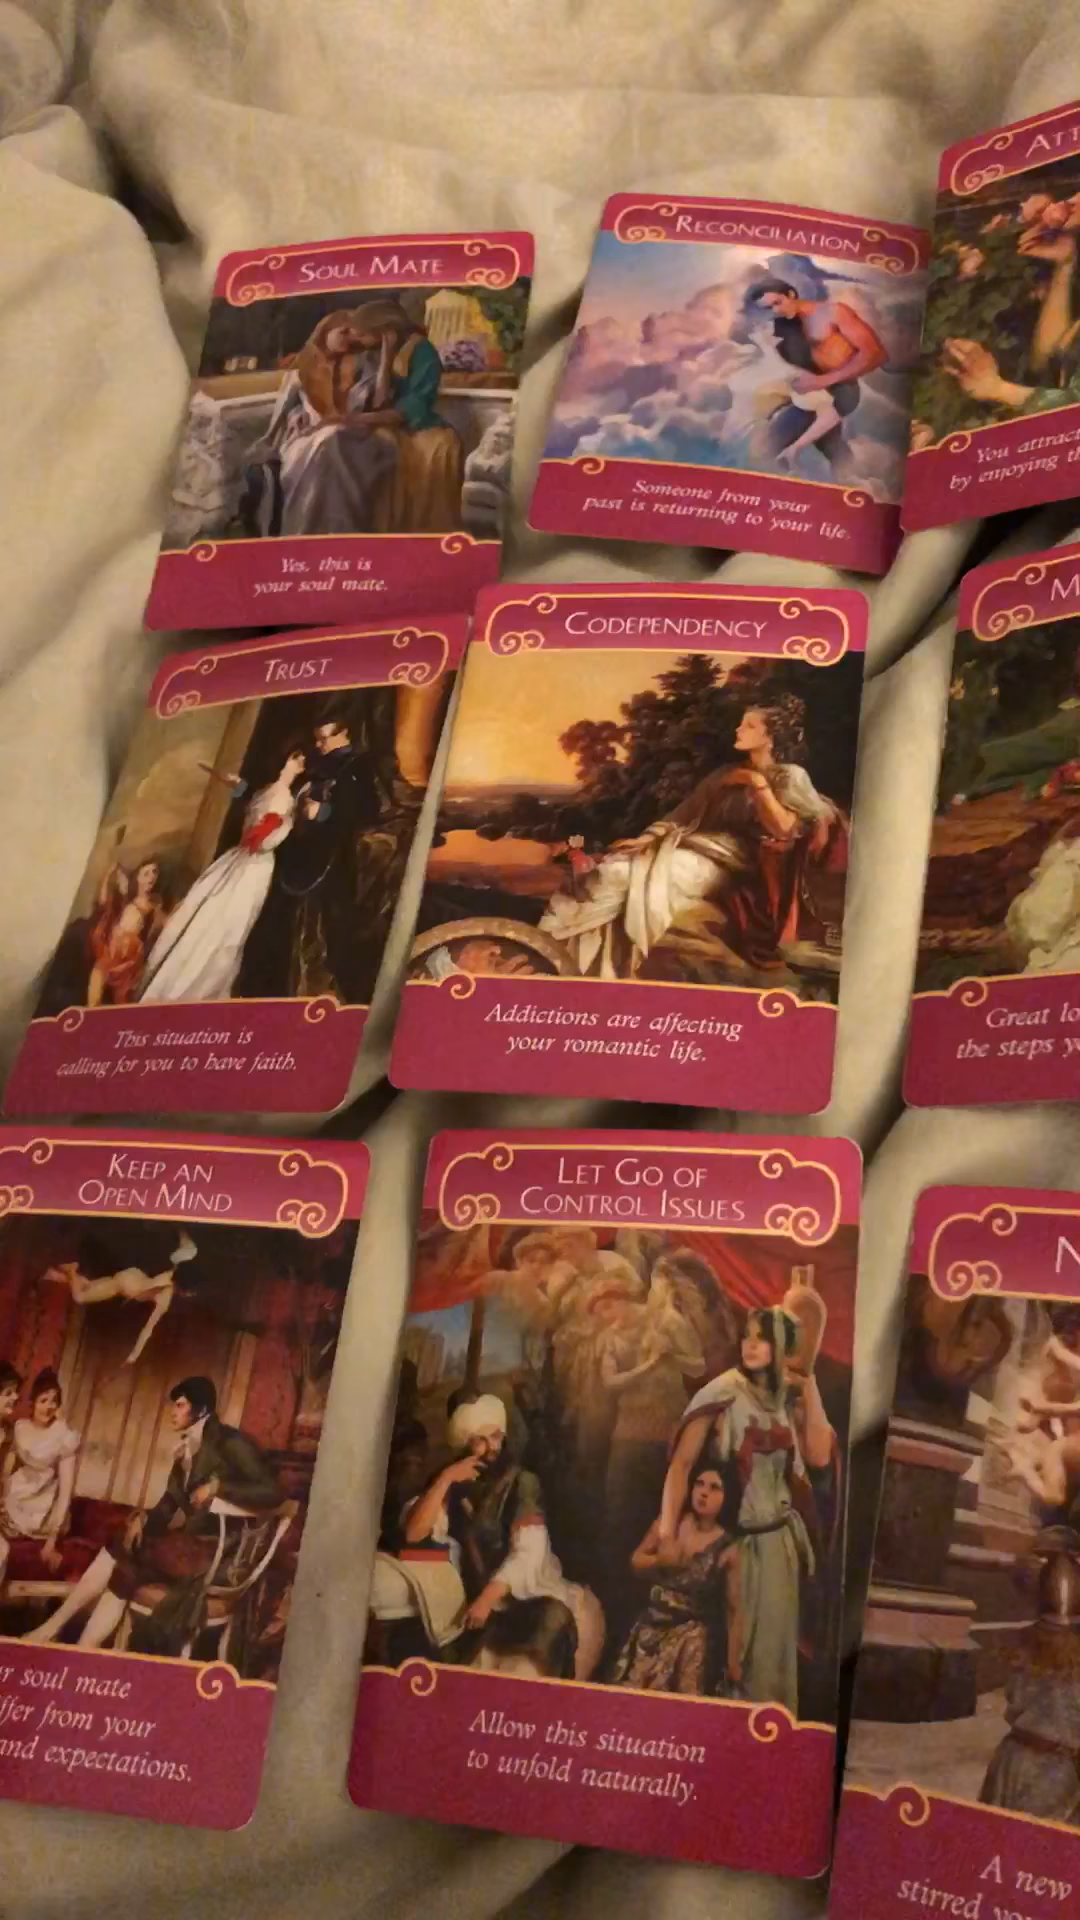 SOUL MATE
Yes, this is
your soul mate.
RECONCILIATION
Someone from your
past is returning to your life.
ATT
You attract
by enjoying th
TRUST
This situation is
calling for you to have faith.
CODEPENDENCY
Addictions are affecting
your romantic life.
M
Great lo
the steps y
KEEP AN
OPEN MIND
r soul mate
ffer from your
and expectations.
LET GO OF
CONTROL ISSUES
Allow this situation
to unfold naturally.
N
A new
stirred yo